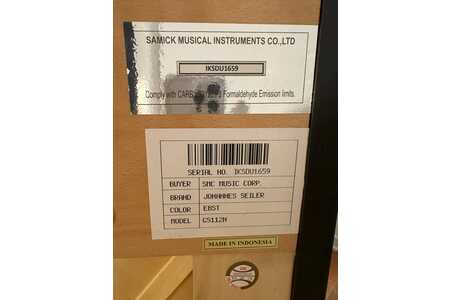 SAMICK MUSICAL INSTRUMENTS CO.,LTD
IKSDU1659
Comply with CARB Formaldehyde Emission limits.
SERIAL NO. IKSDU1659
BUYER SMC MUSIC CORP.
BRAND JOHANNES SEILER
COLOR EBST
MODEL GS112N
MADE IN INDONESIA